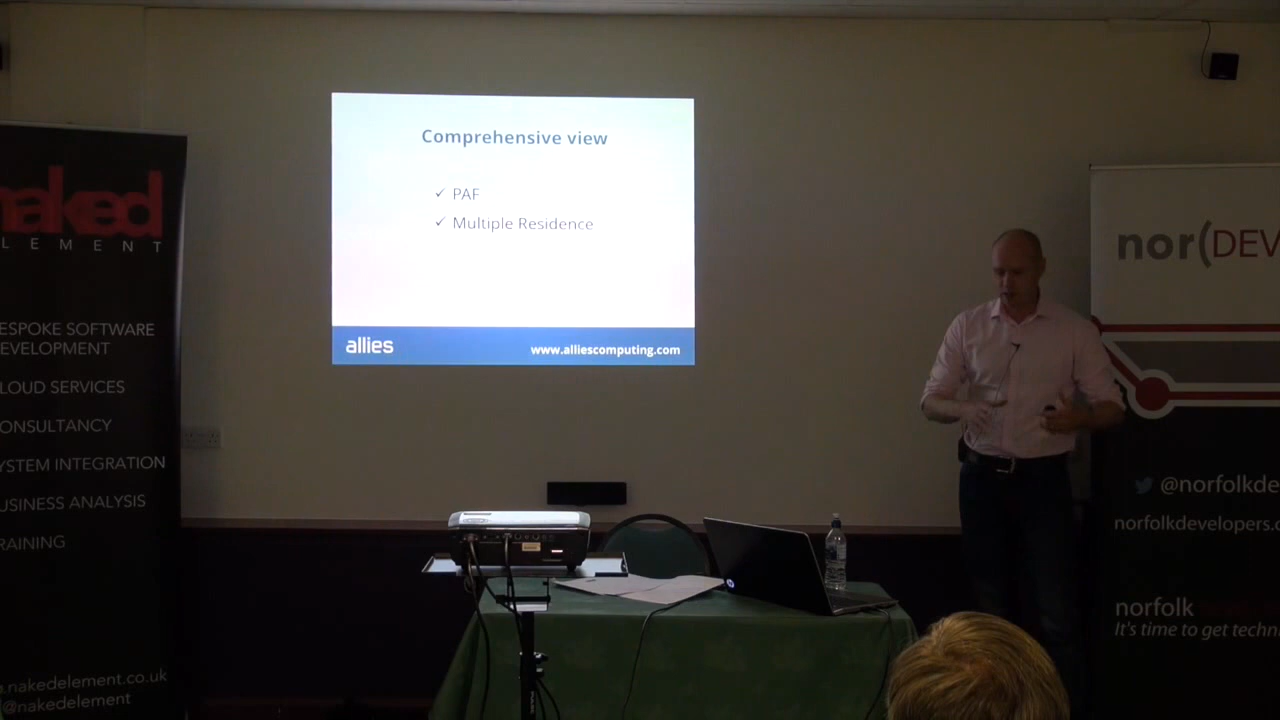 naked
LEMENT
ESPOKE SOFTWARE
EVELOPMENT
LOUD SERVICES
ONSULTANCY
YSTEM INTEGRATION
USINESS ANALYSIS
RAINING
.nakedelement.co.uk
@nakedelement
Comprehensive view
✓ PAF
✓ Multiple Residence
allies
www.alliescomputing.com
nor(DEV
@norfolkde
norfolkdevelopers.c
norfolk
It's time to get techn